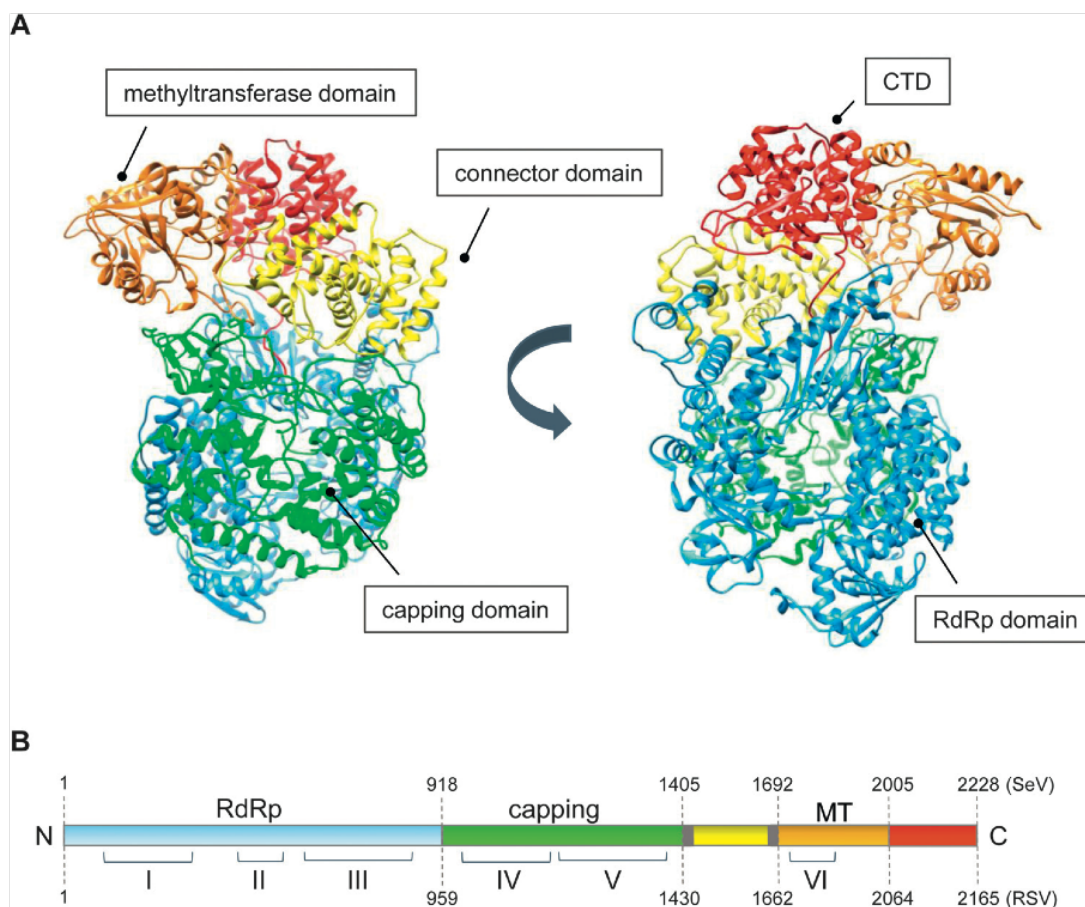 A
methyltransferase domain
CTD
connector domain
capping domain
RdRp domain
B
1 918 1405 1692 2005 2228 (SeV)
RdRp capping MT
N C
I II III IV V VI
1 959 1430 1662 2064 2165 (RSV)